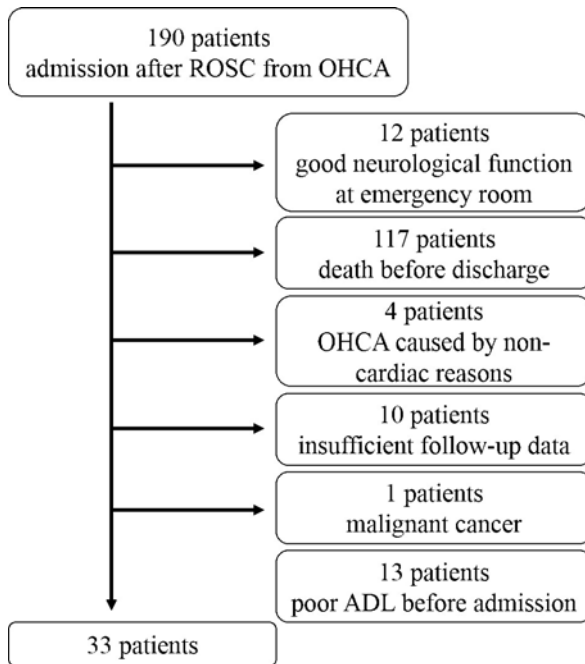 190 patients
admission after ROSC from OHCA
12 patients
good neurological function
at emergency room
117 patients
death before discharge
4 patients
OHCA caused by non-
cardiac reasons
10 patients
insufficient follow-up data
1 patients
malignant cancer
13 patients
poor ADL before admission
33 patients